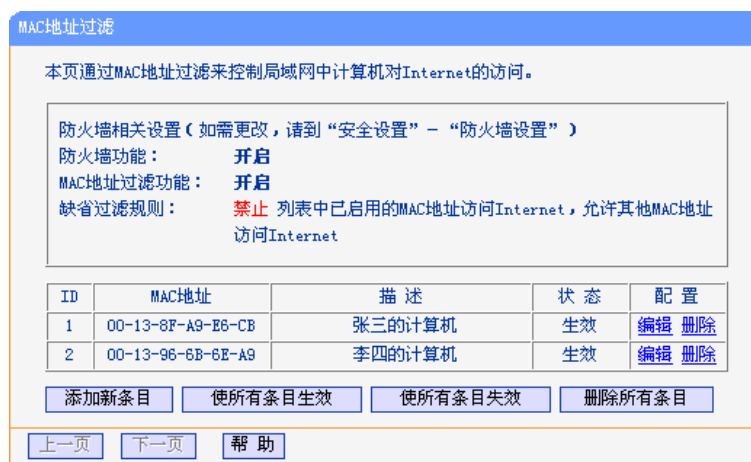 MAC地址过滤
本页通过MAC地址过滤来控制局域网中计算机对Internet的访问。
防火墙相关设置(如需更改,请到“安全设置”-“防火墙设置”)
防火墙功能: 开启
MAC地址过滤功能: 开启
缺省过滤规则: 禁止 列表中已启用的MAC地址访问Internet,允许其他MAC地址
访问Internet
ID MAC地址 描 述 状 态 配 置
1 00-13-8F-A9-E6-CB 张三的计算机 生效 编辑 删除
2 00-13-96-6B-6E-A9 李四的计算机 生效 编辑 删除
添加新条目 使所有条目生效 使所有条目失效 删除所有条目
上一页 下一页 帮 助